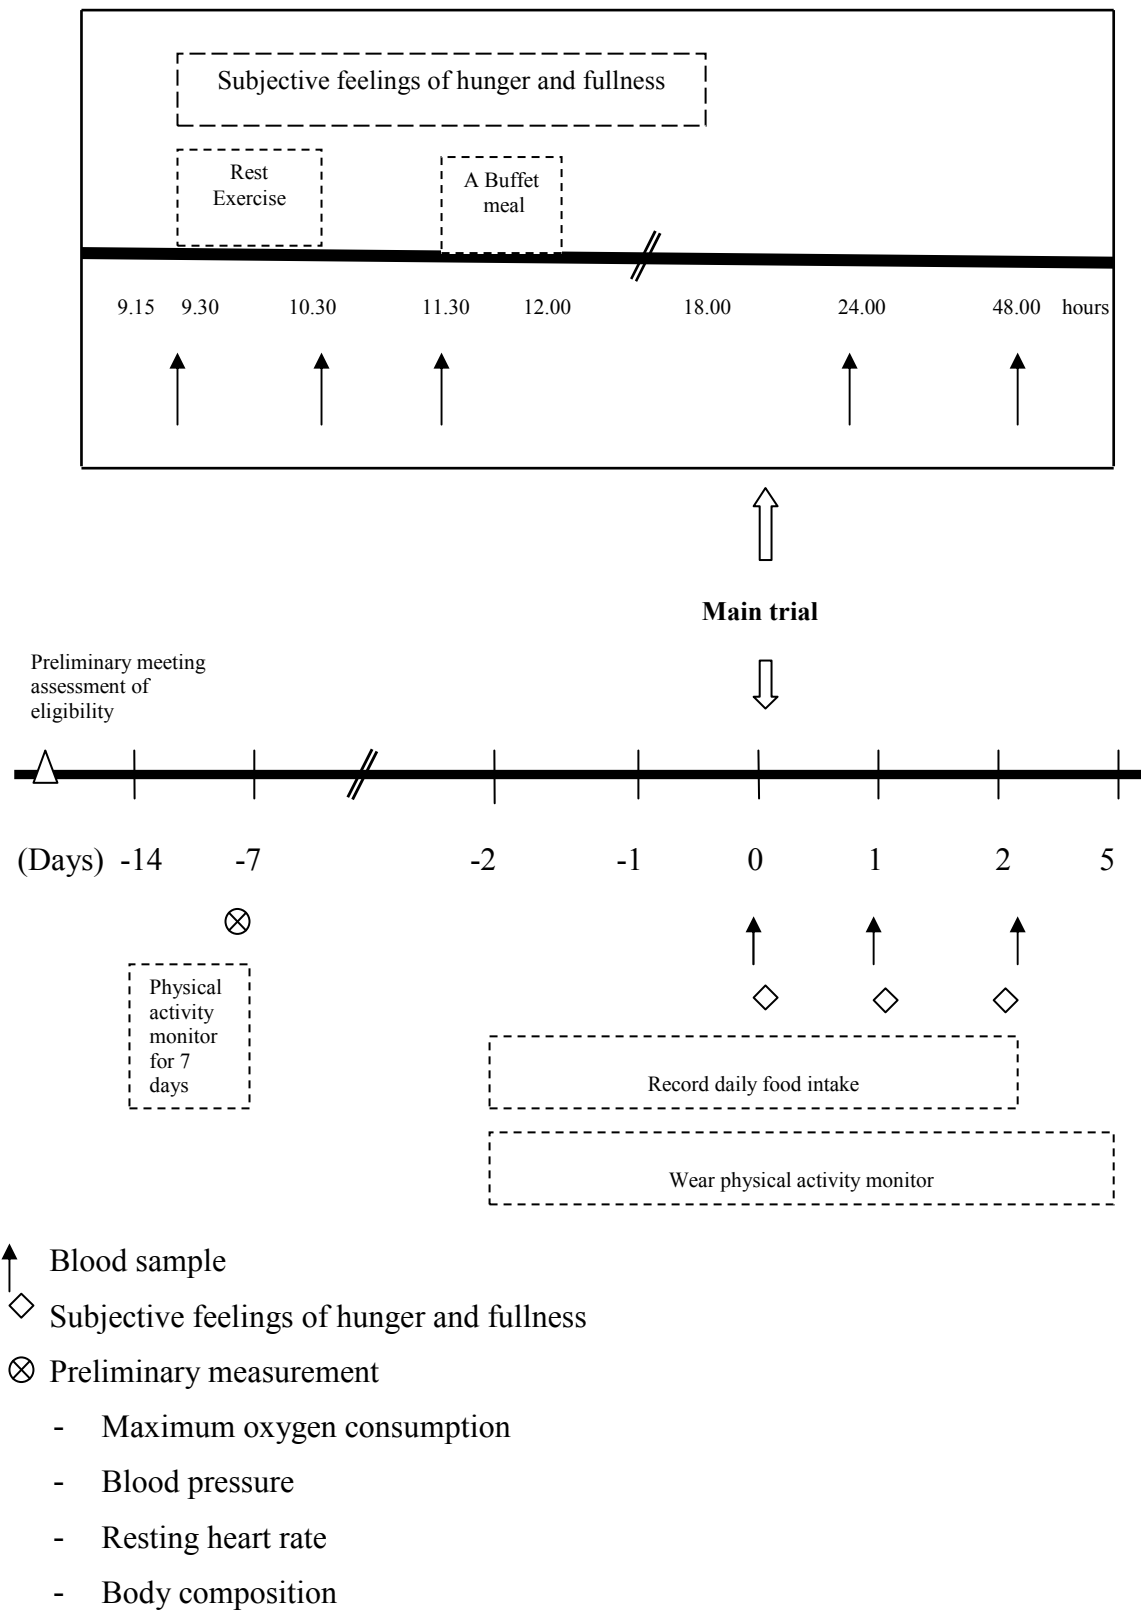 Subjective feelings of hunger and fullness
Rest
Exercise
A Buffet
meal
9.15 9.30 10.30 11.30 12.00 18.00 24.00 48.00 hours
Main trial
Preliminary meeting
assessment of
eligibility
(Days) -14 -7 -2 -1 0 1 2 5
Physical
activity
monitor
for 7
days
Record daily food intake
Wear physical activity monitor
Blood sample
Subjective feelings of hunger and fullness
Preliminary measurement
- Maximum oxygen consumption
- Blood pressure
- Resting heart rate
- Body composition